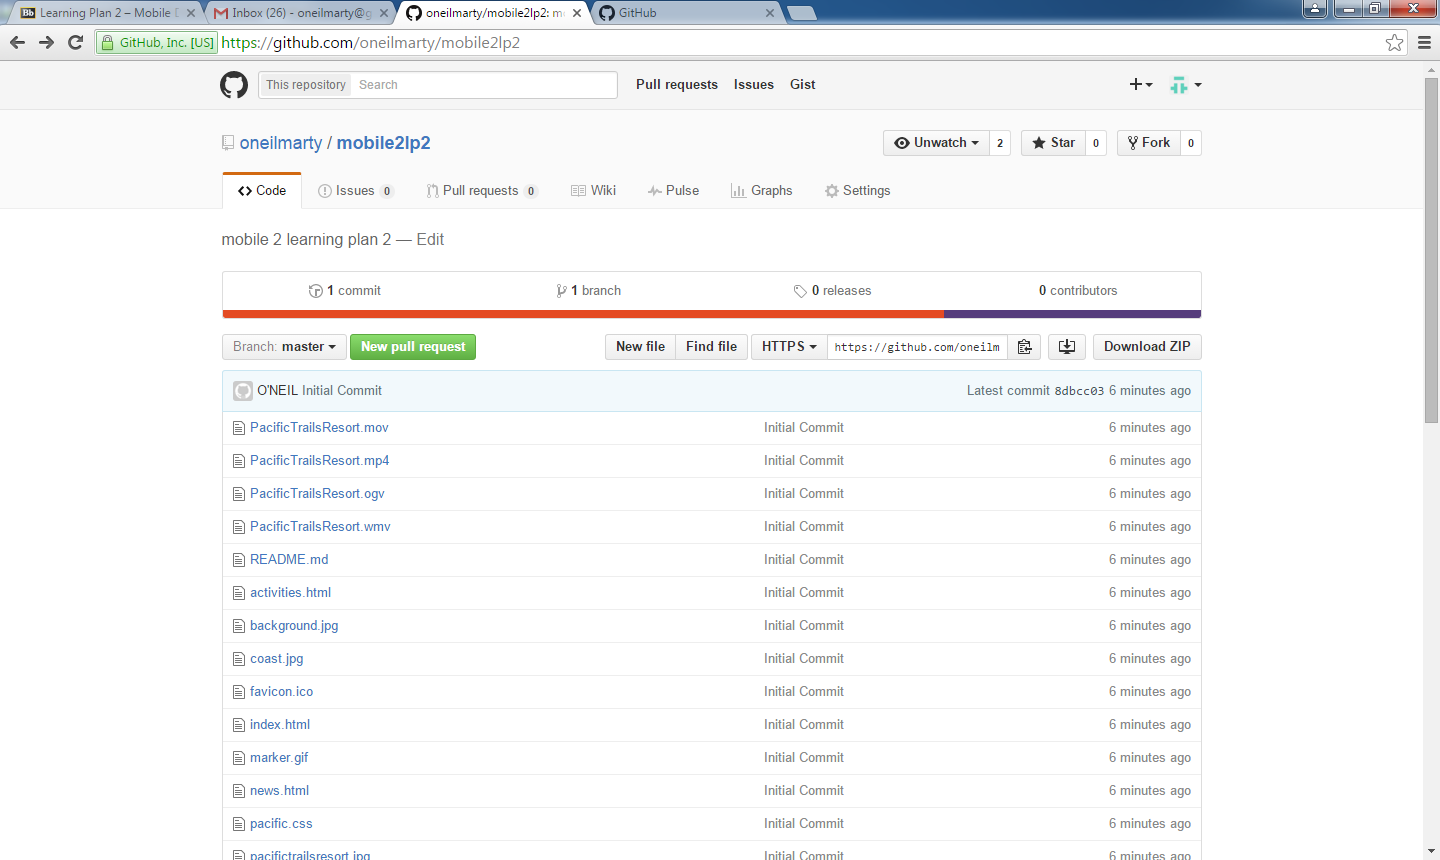 Learning Plan 2 – Mobile D
Inbox (26) - oneilmarty@g
oneilmarty/mobile2lp2: m
GitHub
GitHub, Inc. [US] https://github.com/oneilmarty/mobile2lp2
This repository Search Pull requests Issues Gist
oneilmarty / mobile2lp2 Unwatch 2 Star 0 Fork 0
Code Issues 0 Pull requests 0 Wiki Pulse Graphs Settings
mobile 2 learning plan 2 — Edit
1 commit 1 branch 0 releases 0 contributors
Branch: master New pull request New file Find file HTTPS https://github.com/oneilm Download ZIP
O'NEIL Initial Commit Latest commit 8dbcc03 6 minutes ago
PacificTrailsResort.mov Initial Commit 6 minutes ago
PacificTrailsResort.mp4 Initial Commit 6 minutes ago
PacificTrailsResort.ogv Initial Commit 6 minutes ago
PacificTrailsResort.wmv Initial Commit 6 minutes ago
README.md Initial Commit 6 minutes ago
activities.html Initial Commit 6 minutes ago
background.jpg Initial Commit 6 minutes ago
coast.jpg Initial Commit 6 minutes ago
favicon.ico Initial Commit 6 minutes ago
index.html Initial Commit 6 minutes ago
marker.gif Initial Commit 6 minutes ago
news.html Initial Commit 6 minutes ago
pacific.css Initial Commit 6 minutes ago
pacifictrailsresort.jpg Initial Commit 6 minutes ago